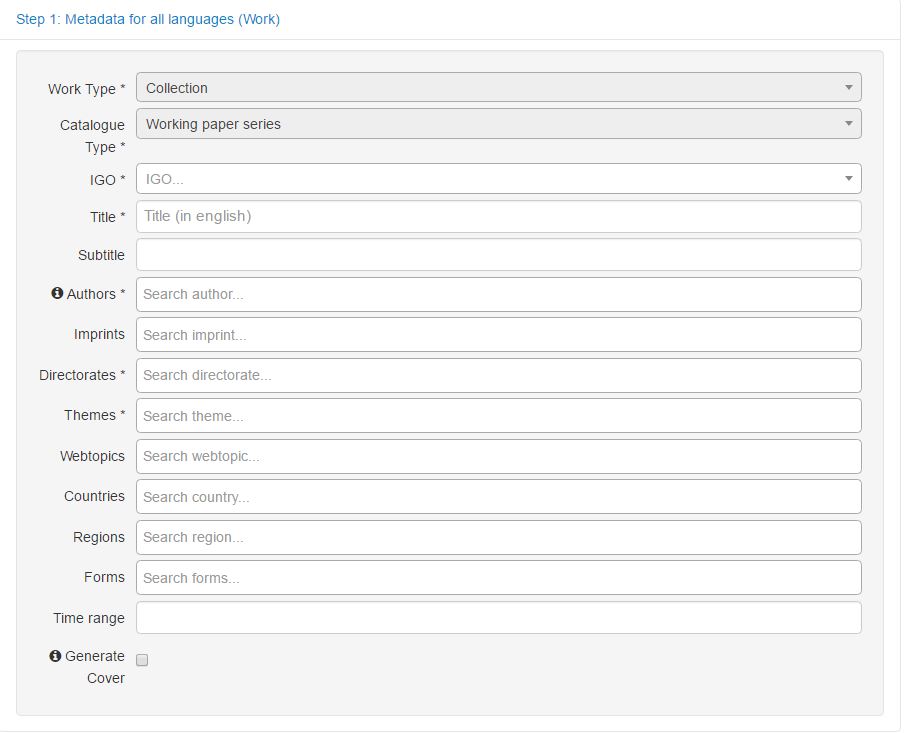 Step 1: Metadata for all languages (Work)
Work Type * Collection
Catalogue Type * Working paper series
IGO * IGO...
Title * Title (in english)
Subtitle
Authors * Search author...
Imprints Search imprint...
Directorates * Search directorate...
Themes * Search theme...
Webtopics Search webtopic...
Countries Search country...
Regions Search region...
Forms Search forms...
Time range
Generate
Cover